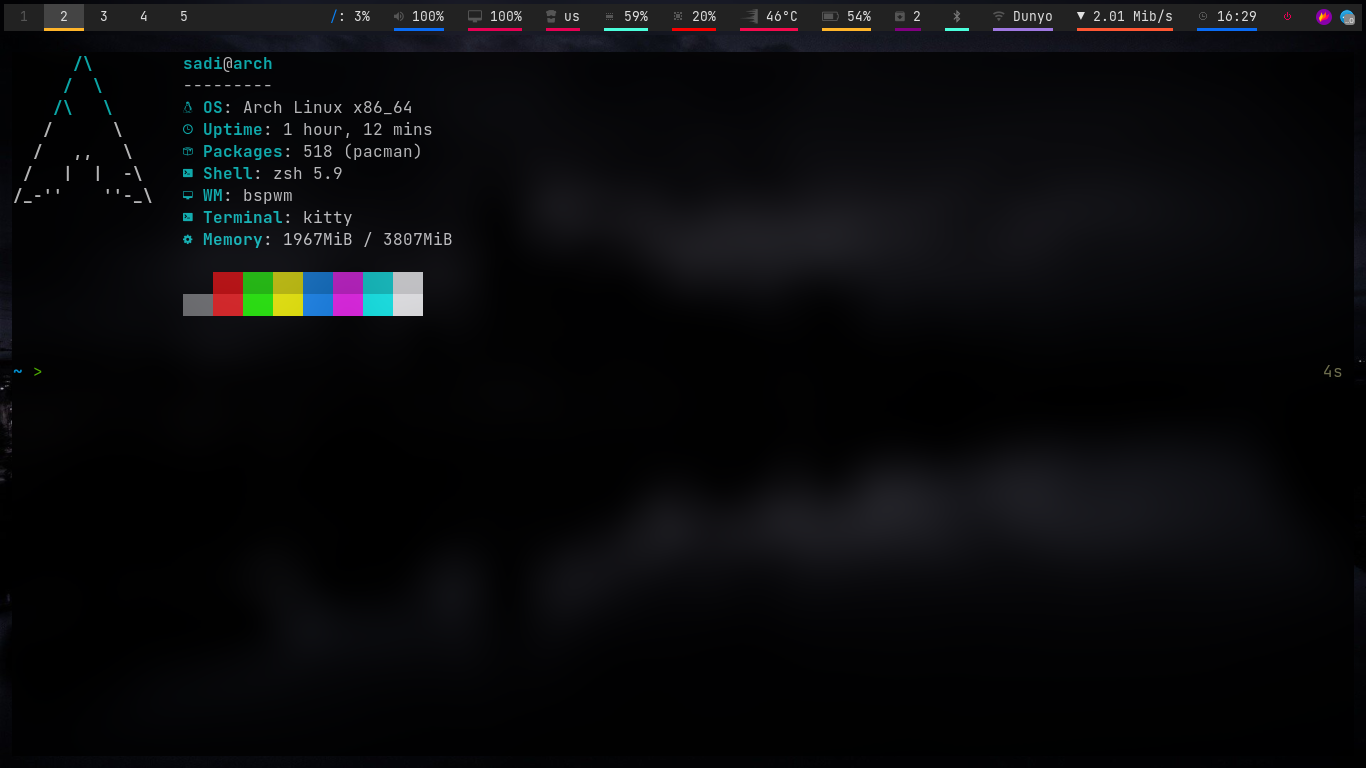 1 2 3 4 5 /: 3% 100% 100% us 59% 20% 46°C 54% 2 Dunyo ▼ 2.01 Mib/s 16:29
sadi@arch
---------
OS: Arch Linux x86_64
Uptime: 1 hour, 12 mins
Packages: 518 (pacman)
Shell: zsh 5.9
WM: bspwm
Terminal: kitty
Memory: 1967MiB / 3807MiB
~ > 4s